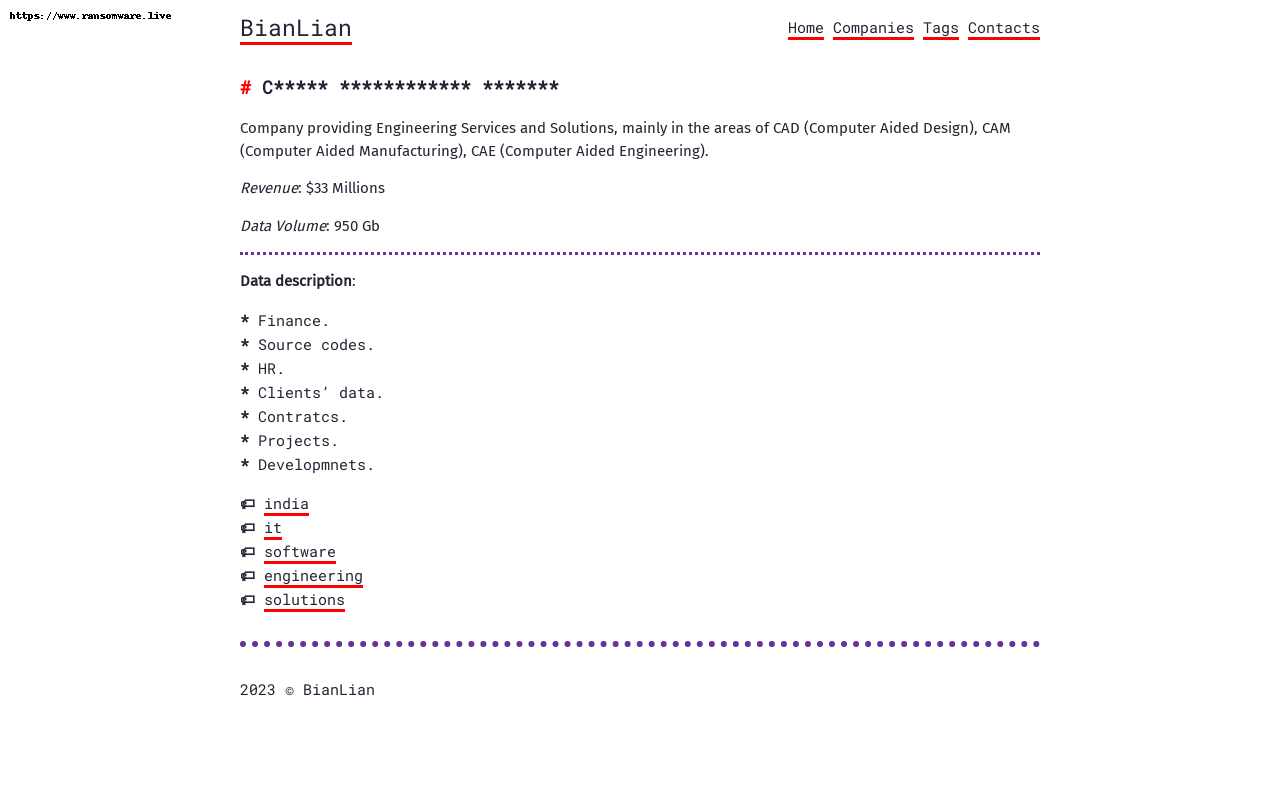 https://www.ransomware.live
BianLian
Home Companies Tags Contacts
# C***** ************ *******
Company providing Engineering Services and Solutions, mainly in the areas of CAD (Computer Aided Design), CAM
(Computer Aided Manufacturing), CAE (Computer Aided Engineering).
Revenue: $33 Millions
Data Volume: 950 Gb
Data description:
* Finance.
* Source codes.
* HR.
* Clients’ data.
* Contratcs.
* Projects.
* Developmnets.
india
it
software
engineering
solutions
2023 © BianLian